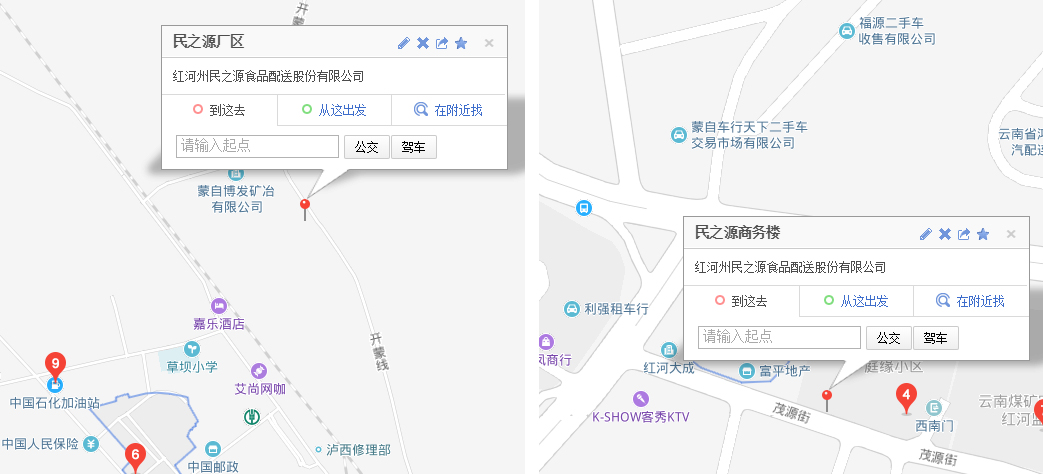 开蒙
民之源厂区
红河州民之源食品配送股份有限公司
到这去
从这出发
在附近找
请输入起点
公交
驾车
蒙自博发矿冶
有限公司
嘉乐酒店
草坝小学
开蒙线
艾尚网咖
9
中国石化加油站
中国人民保险
6
中国邮政
泸西修理部
福源二手车
收售有限公司
蒙自车行天下二手车
交易市场有限公司
云南省
汽配
民之源商务楼
红河州民之源食品配送股份有限公司
到这去
从这出发
在附近找
请输入起点
公交
驾车
利强租车行
风商行
红河大成
富平地产
庭缘小区
K-SHOW客秀KTV
茂源街
4
西南门
云南煤矿
红河
茂源街